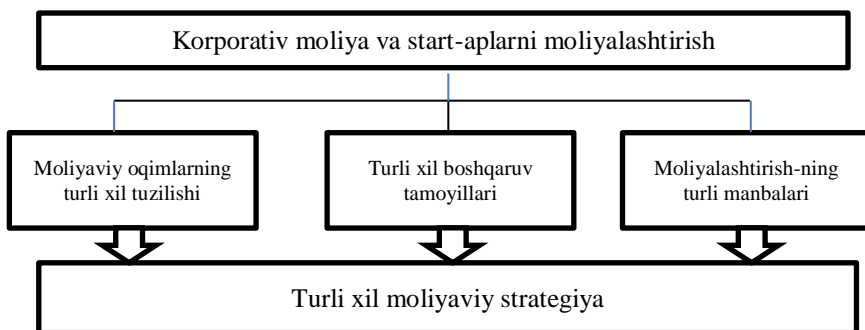 Korporativ moliya va start-aplarni moliyalashtirish
Moliyaviy oqimlarning
turli xil tuzilishi
Turli xil boshqaruv
tamoyillari
Moliyalashtirish-ning
turli manbalari
Turli xil moliyaviy strategiya